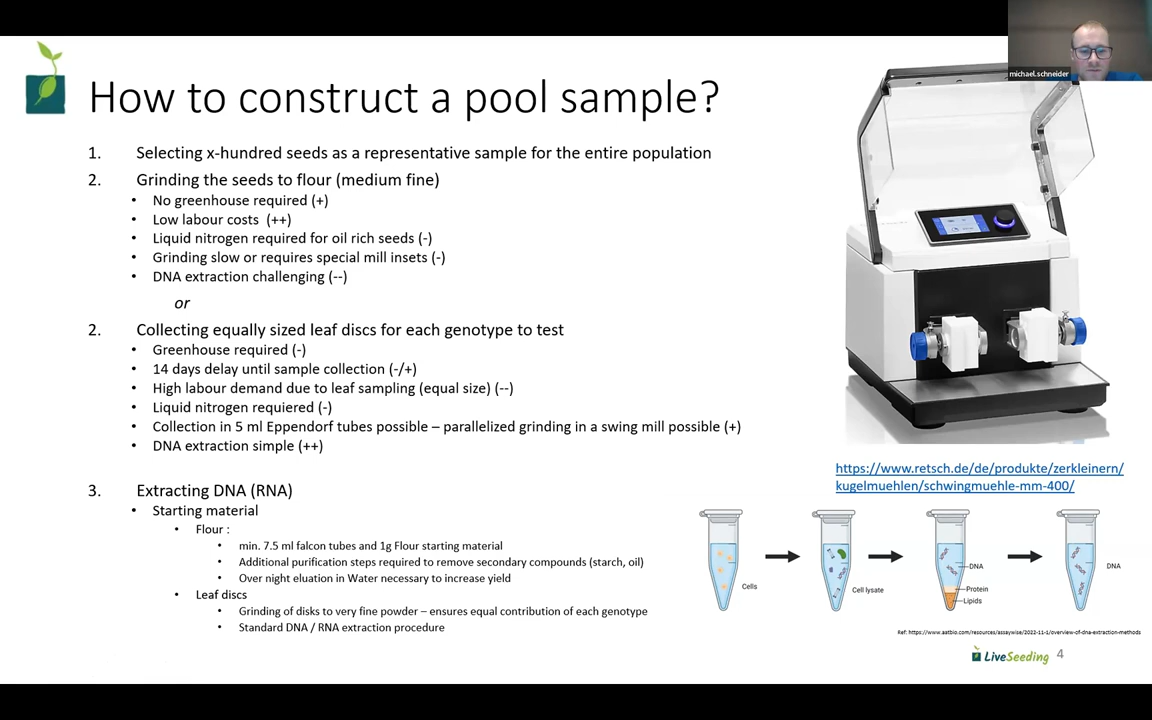 michael.schneider
How to construct a pool sample?
1. Selecting x-hundred seeds as a representative sample for the entire population
2. Grinding the seeds to flour (medium fine)
• No greenhouse required (+)
• Low labour costs (++)
• Liquid nitrogen required for oil rich seeds (-)
• Grinding slow or requires special mill insets (-)
• DNA extraction challenging (--)
or
2. Collecting equally sized leaf discs for each genotype to test
• Greenhouse required (-)
• 14 days delay until sample collection (-/+)
• High labour demand due to leaf sampling (equal size) (--)
• Liquid nitrogen requiered (-)
• Collection in 5 ml Eppendorf tubes possible – parallelized grinding in a swing mill possible (+)
• DNA extraction simple (++)
3. Extracting DNA (RNA)
• Starting material
• Flour :
• min. 7.5 ml falcon tubes and 1g Flour starting material
• Additional purification steps required to remove secondary compounds (starch, oil)
• Over night eluation in Water necessary to increase yield
• Leaf discs
• Grinding of disks to very fine powder – ensures equal contribution of each genotype
• Standard DNA / RNA extraction procedure
https://www.retsch.de/de/produkte/zerkleinern/
kugelmuehlen/schwingmuehle-mm-400/
Cells
Cell lysate
DNA
Protein
Lipids
DNA
Ref: https://www.aatbio.com/resources/assaywise/2022-11-1/overview-of-dna-extraction-methods
LiveSeeding 4